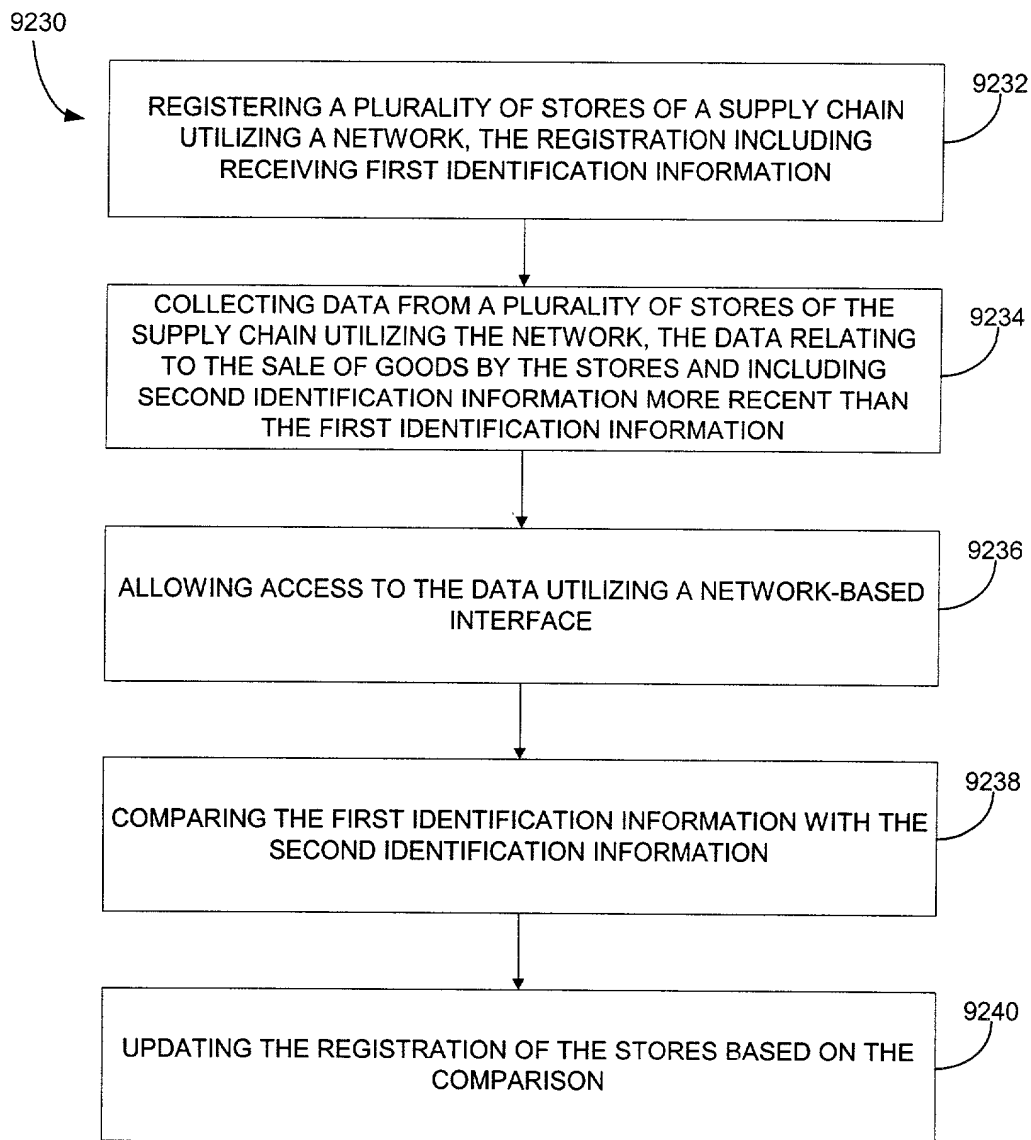 9230
9232
REGISTERING A PLURALITY OF STORES OF A SUPPLY CHAIN
UTILIZING A NETWORK, THE REGISTRATION INCLUDING
RECEIVING FIRST IDENTIFICATION INFORMATION
9234
COLLECTING DATA FROM A PLURALITY OF STORES OF THE
SUPPLY CHAIN UTILIZING THE NETWORK, THE DATA RELATING
TO THE SALE OF GOODS BY THE STORES AND INCLUDING
SECOND IDENTIFICATION INFORMATION MORE RECENT THAN
THE FIRST IDENTIFICATION INFORMATION
9236
ALLOWING ACCESS TO THE DATA UTILIZING A NETWORK-BASED
INTERFACE
9238
COMPARING THE FIRST IDENTIFICATION INFORMATION WITH THE
SECOND IDENTIFICATION INFORMATION
9240
UPDATING THE REGISTRATION OF THE STORES BASED ON THE
COMPARISON